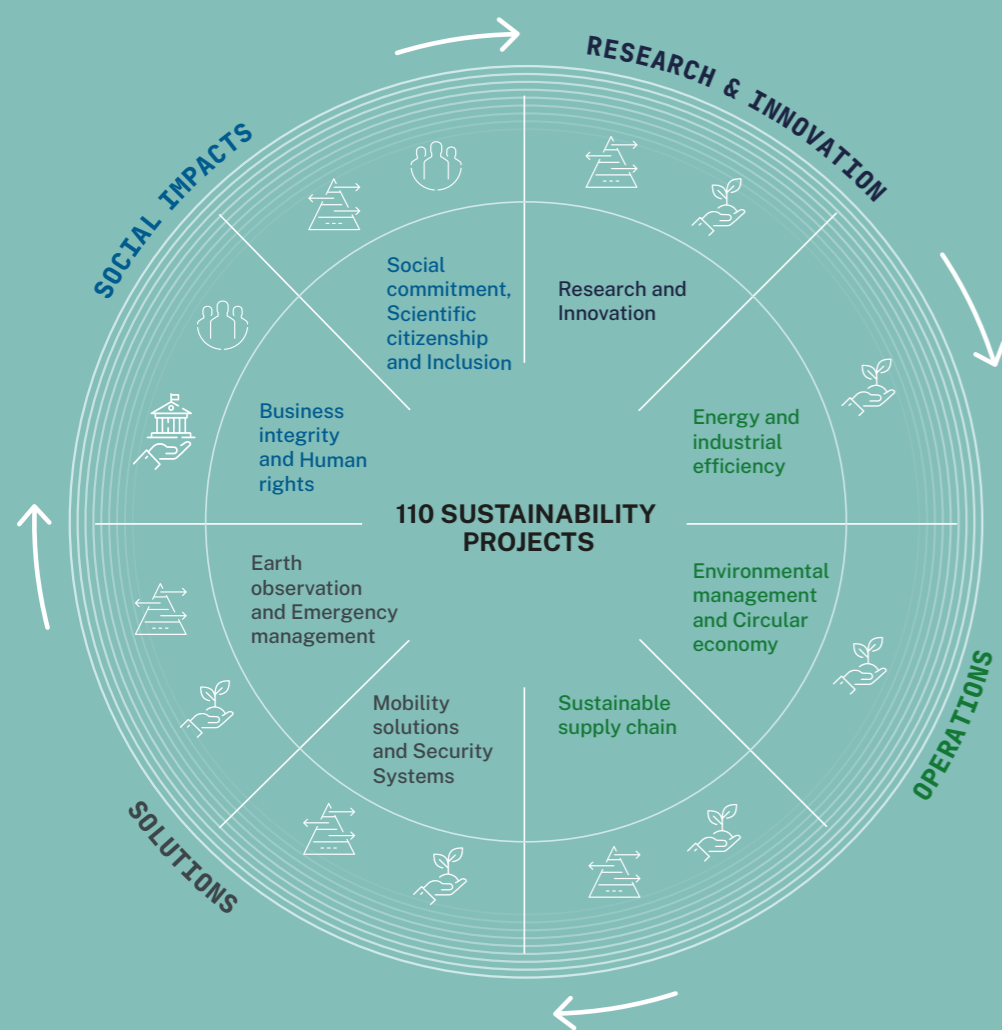 RESEARCH & INNOVATION
SOCIAL IMPACTS
Social
commitment,
Scientific
citizenship
and Inclusion
Research and
Innovation
Business
integrity
and Human
rights
Energy and
industrial
efficiency
110 SUSTAINABILITY
PROJECTS
Earth
observation
and Emergency
management
Environmental
management
and Circular
economy
Mobility
solutions
and Security
Systems
Sustainable
supply chain
OPERATIONS
SOLUTIONS